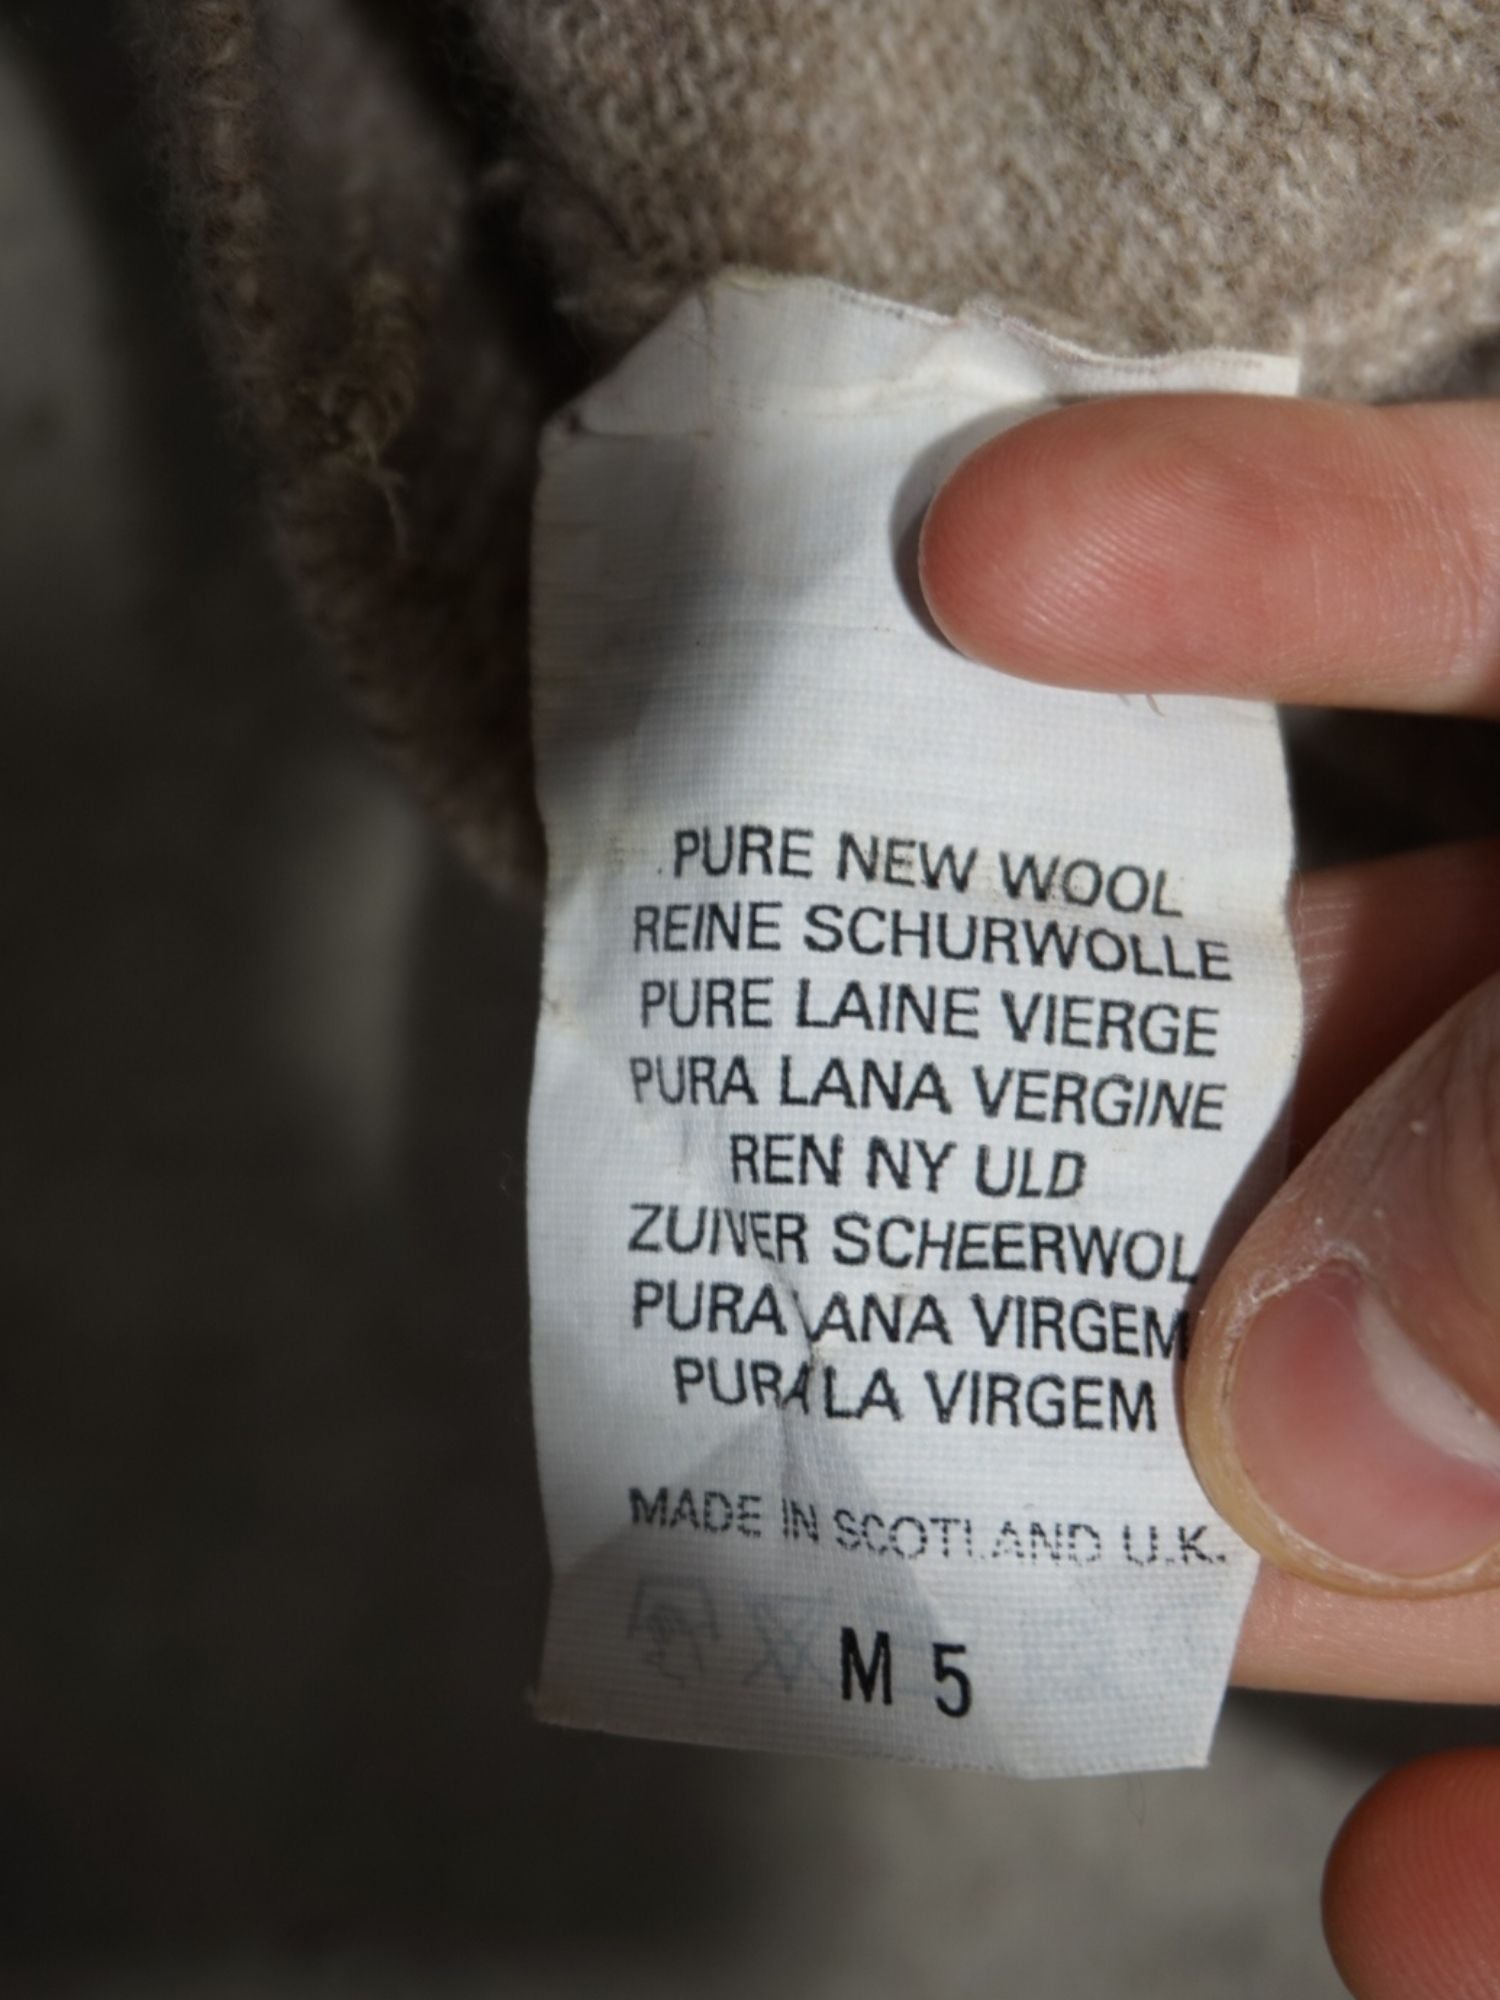 PURE NEW WOOL
REINE SCHURWOLLE
PURE LAINE VIERGE
PURA LANA VERGINE
REN NY ULD
ZUIVER SCHEERWOL
PURA LANA VIRGEM
PURA LA VIRGEM
MADE IN SCOTLAND U.K.
M 5